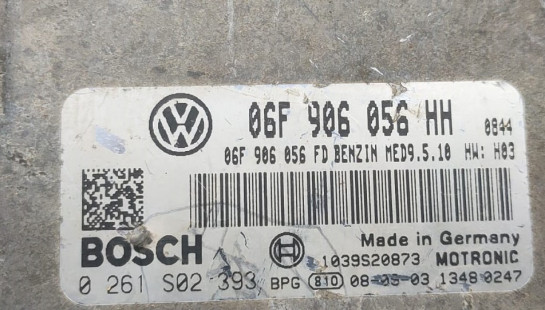 06F 906 056 HH 0844
06F 906 056 FD BENZIN MED9.5.10 HW: H03
BOSCH Made in Germany
1039S20873 MOTRONIC
0 261 S02 393 BPG 810 08-05-03 1348 0247